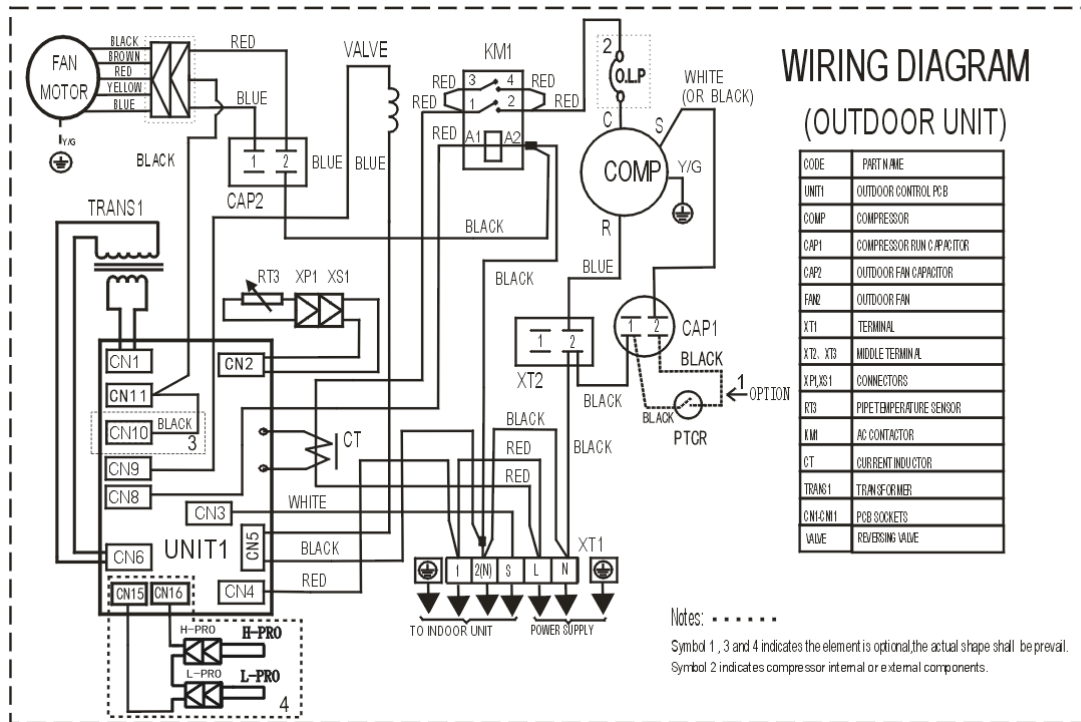 WIRING DIAGRAM
(OUTDOOR UNIT)
FAN
MOTOR
BLACK
BROWN
RED
YELLOW
BLUE
Y/G
RED
BLUE
BLACK
1 2
CAP2
BLUE
BLUE
VALVE
KM1
RED 3 4 RED
RED 1 2 RED
RED A1 A2
BLACK
BLACK
2
O.L.P
C
S
COMP
Y/G
R
WHITE
(OR BLACK)
BLUE
TRANS1
RT3 XP1 XS1
1 2
XT2
1 2
CAP1
BLACK
1
OPTION
BLACK
BLACK
PTCR
CN1
CN2
CN11
CN10
BLACK
3
CN9
CN8
CN3
CN6
UNIT1
CN5
CN4
CN15
CN16
CT
WHITE
BLACK
RED
BLACK
RED
RED
BLACK
XT1
1 2(N) S L N
TO INDOOR UNIT
POWER SUPPLY
H-PRO
H-PRO
L-PRO
L-PRO
4
CODE PART NAME
UNIT1 OUTDOOR CONTROL PCB
COMP COMPRESSOR
CAP1 COMPRESSOR RUN CAPACITOR
CAP2 OUTDOOR FAN CAPACITOR
FAN2 OUTDOOR FAN
XT1 TERMINAL
XT2、XT3 MIDDLE TERMINAL
XP1,XS1 CONNECTORS
RT3 PIPE TEMPERATURE SENSOR
KM1 AC CONTACTOR
CT CURRENT INDUCTOR
TRANS1 TRANSFORMER
CN1-CN11 PCB SOCKETS
VALVE REVERSING VALVE
Notes: · · · · · ·
Symbol 1 , 3 and 4 indicates the element is optional,the actual shape shall be prevail.
Symbol 2 indicates compressor internal or external components.